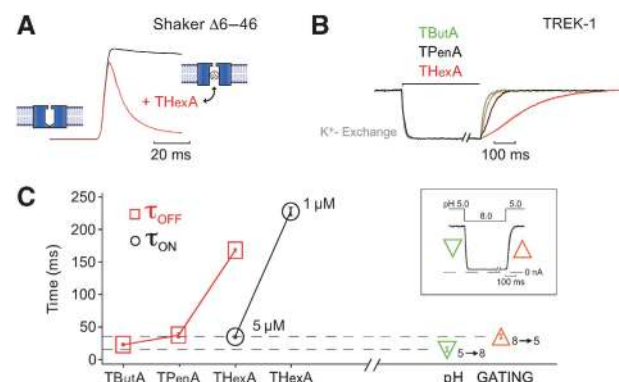 A
Shaker Δ6–46
+ THexA
20 ms
B
TREK-1
TButA
TPenA
THexA
K⁺- Exchange
100 ms
C
Time (ms)
250
200
150
100
50
0
τOFF
τON
1 µM
5 µM
TButA TPenA THexA THexA
pH 5.0 5.0
8.0
0 nA
100 ms
5→8
8→5
pH GATING